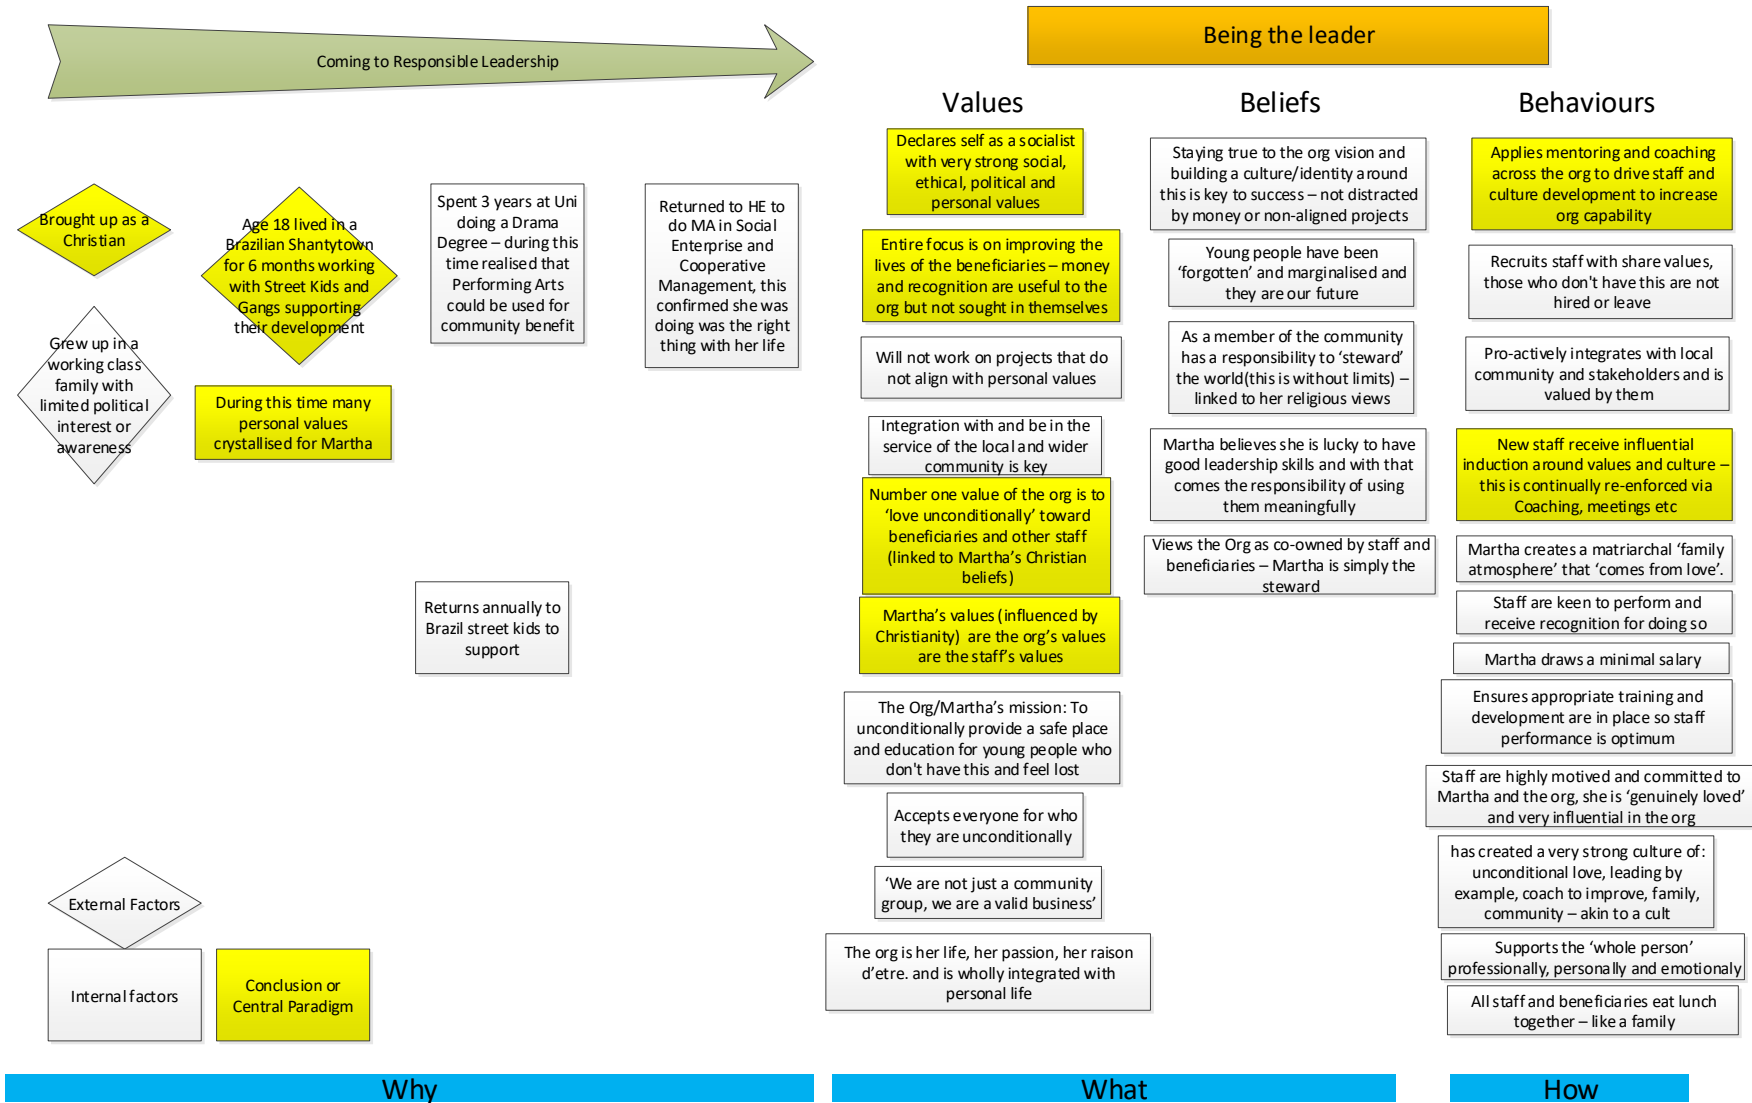 Coming to Responsible Leadership
Being the leader
Values
Beliefs
Behaviours
Brought up as a
Christian
Grew up in a
working class
family with
limited political
interest or
awareness
Age 18 lived in a
Brazilian Shantytown
for 6 months working
with Street Kids and
Gangs supporting
their development
During this time many
personal values
crystallised for Martha
Spent 3 years at Uni
doing a Drama
Degree – during this
time realised that
Performing Arts
could be used for
community benefit
Returns annually to
Brazil street kids to
support
Returned to HE to
do MA in Social
Enterprise and
Cooperative
Management, this
confirmed she was
doing was the right
thing with her life
External Factors
Internal factors
Conclusion or
Central Paradigm
Declares self as a socialist
with very strong social,
ethical, political and
personal values
Entire focus is on improving the
lives of the beneficiaries – money
and recognition are useful to the
org but not sought in themselves
Will not work on projects that do
not align with personal values
Integration with and be in the
service of the local and wider
community is key
Number one value of the org is to
‘love unconditionally’ toward
beneficiaries and other staff
(linked to Martha’s Christian
beliefs)
Martha’s values (influenced by
Christianity) are the org’s values
are the staff’s values
The Org/Martha’s mission: To
unconditionally provide a safe place
and education for young people who
don't have this and feel lost
Accepts everyone for who
they are unconditionally
‘We are not just a community
group, we are a valid business’
The org is her life, her passion, her raison
d’etre. and is wholly integrated with
personal life
Staying true to the org vision and
building a culture/identity around
this is key to success – not distracted
by money or non-aligned projects
Young people have been
‘forgotten’ and marginalised and
they are our future
As a member of the community
has a responsibility to ‘steward’
the world(this is without limits) –
linked to her religious views
Martha believes she is lucky to have
good leadership skills and with that
comes the responsibility of using
them meaningfully
Views the Org as co-owned by staff and
beneficiaries – Martha is simply the
steward
Applies mentoring and coaching
across the org to drive staff and
culture development to increase
org capability
Recruits staff with share values,
those who don't have this are not
hired or leave
Pro-actively integrates with local
community and stakeholders and is
valued by them
New staff receive influential
induction around values and culture –
this is continually re-enforced via
Coaching, meetings etc
Martha creates a matriarchal ‘family
atmosphere’ that ‘comes from love’.
Staff are keen to perform and
receive recognition for doing so
Martha draws a minimal salary
Ensures appropriate training and
development are in place so staff
performance is optimum
Staff are highly motived and committed to
Martha and the org, she is ‘genuinely loved’
and very influential in the org
has created a very strong culture of:
unconditional love, leading by
example, coach to improve, family,
community – akin to a cult
Supports the ‘whole person’
professionally, personally and emotionaly
All staff and beneficiaries eat lunch
together – like a family
Why
What
How